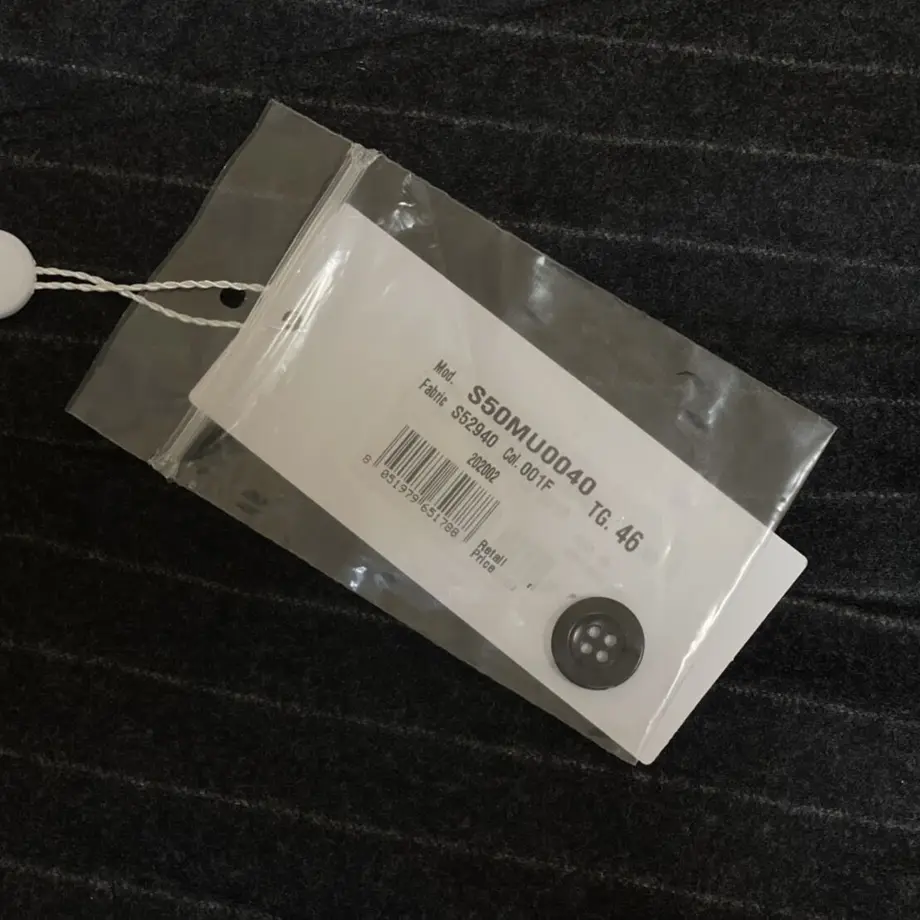 Mod. S50MU0040 TG. 46
Fabric S52940 Col. 001F
202002
8 051979 651788
Retail
Price